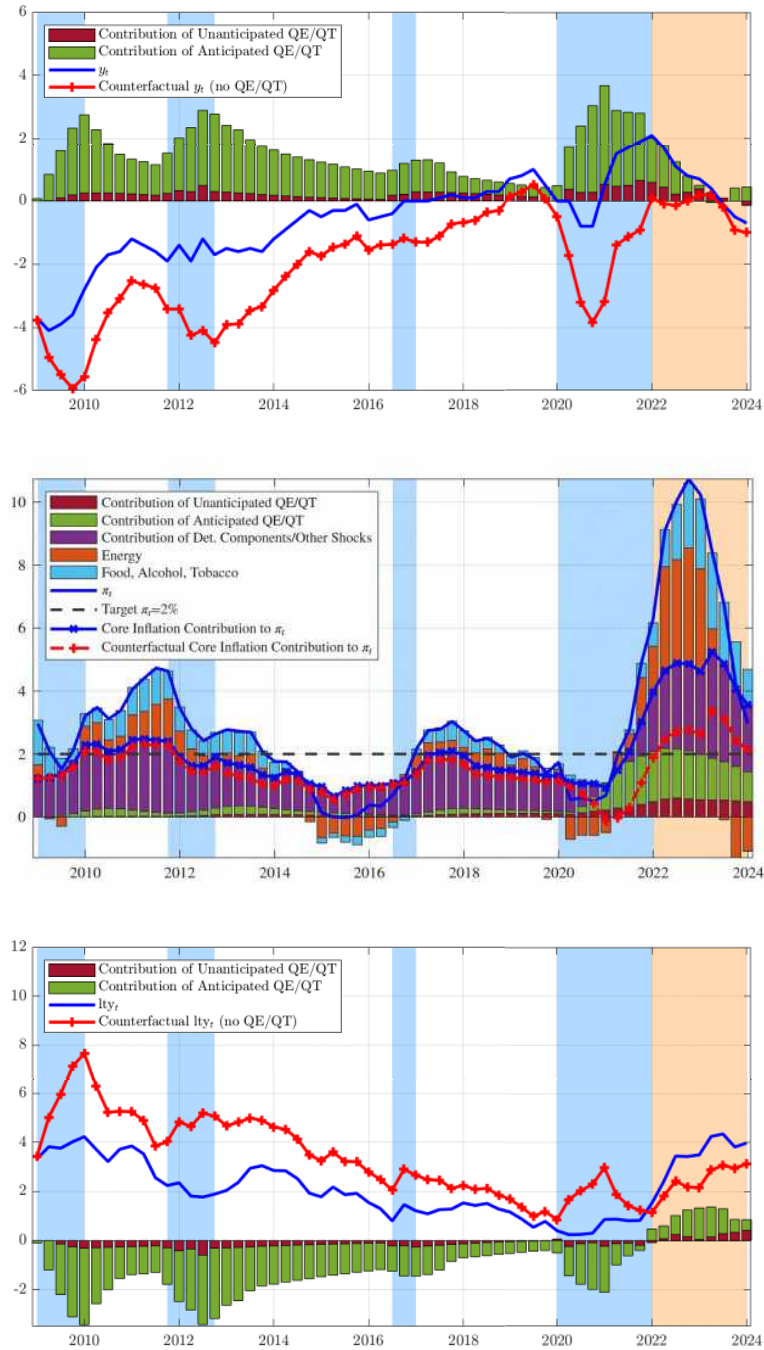 6
4
2
0
-2
-4
-6
Contribution of Unanticipated QE/QT
Contribution of Anticipated QE/QT
yt
Counterfactual yt (no QE/QT)
2010 2012 2014 2016 2018 2020 2022 2024
10
8
6
4
2
0
Contribution of Unanticipated QE/QT
Contribution of Anticipated QE/QT
Contribution of Det. Components/Other Shocks
Energy
Food, Alcohol, Tobacco
πt
Target πt=2%
Core Inflation Contribution to πt
Counterfactual Core Inflation Contribution to πt
2010 2012 2014 2016 2018 2020 2022 2024
12
10
8
6
4
2
0
-2
Contribution of Unanticipated QE/QT
Contribution of Anticipated QE/QT
ltyt
Counterfactual ltyt (no QE/QT)
2010 2012 2014 2016 2018 2020 2022 2024